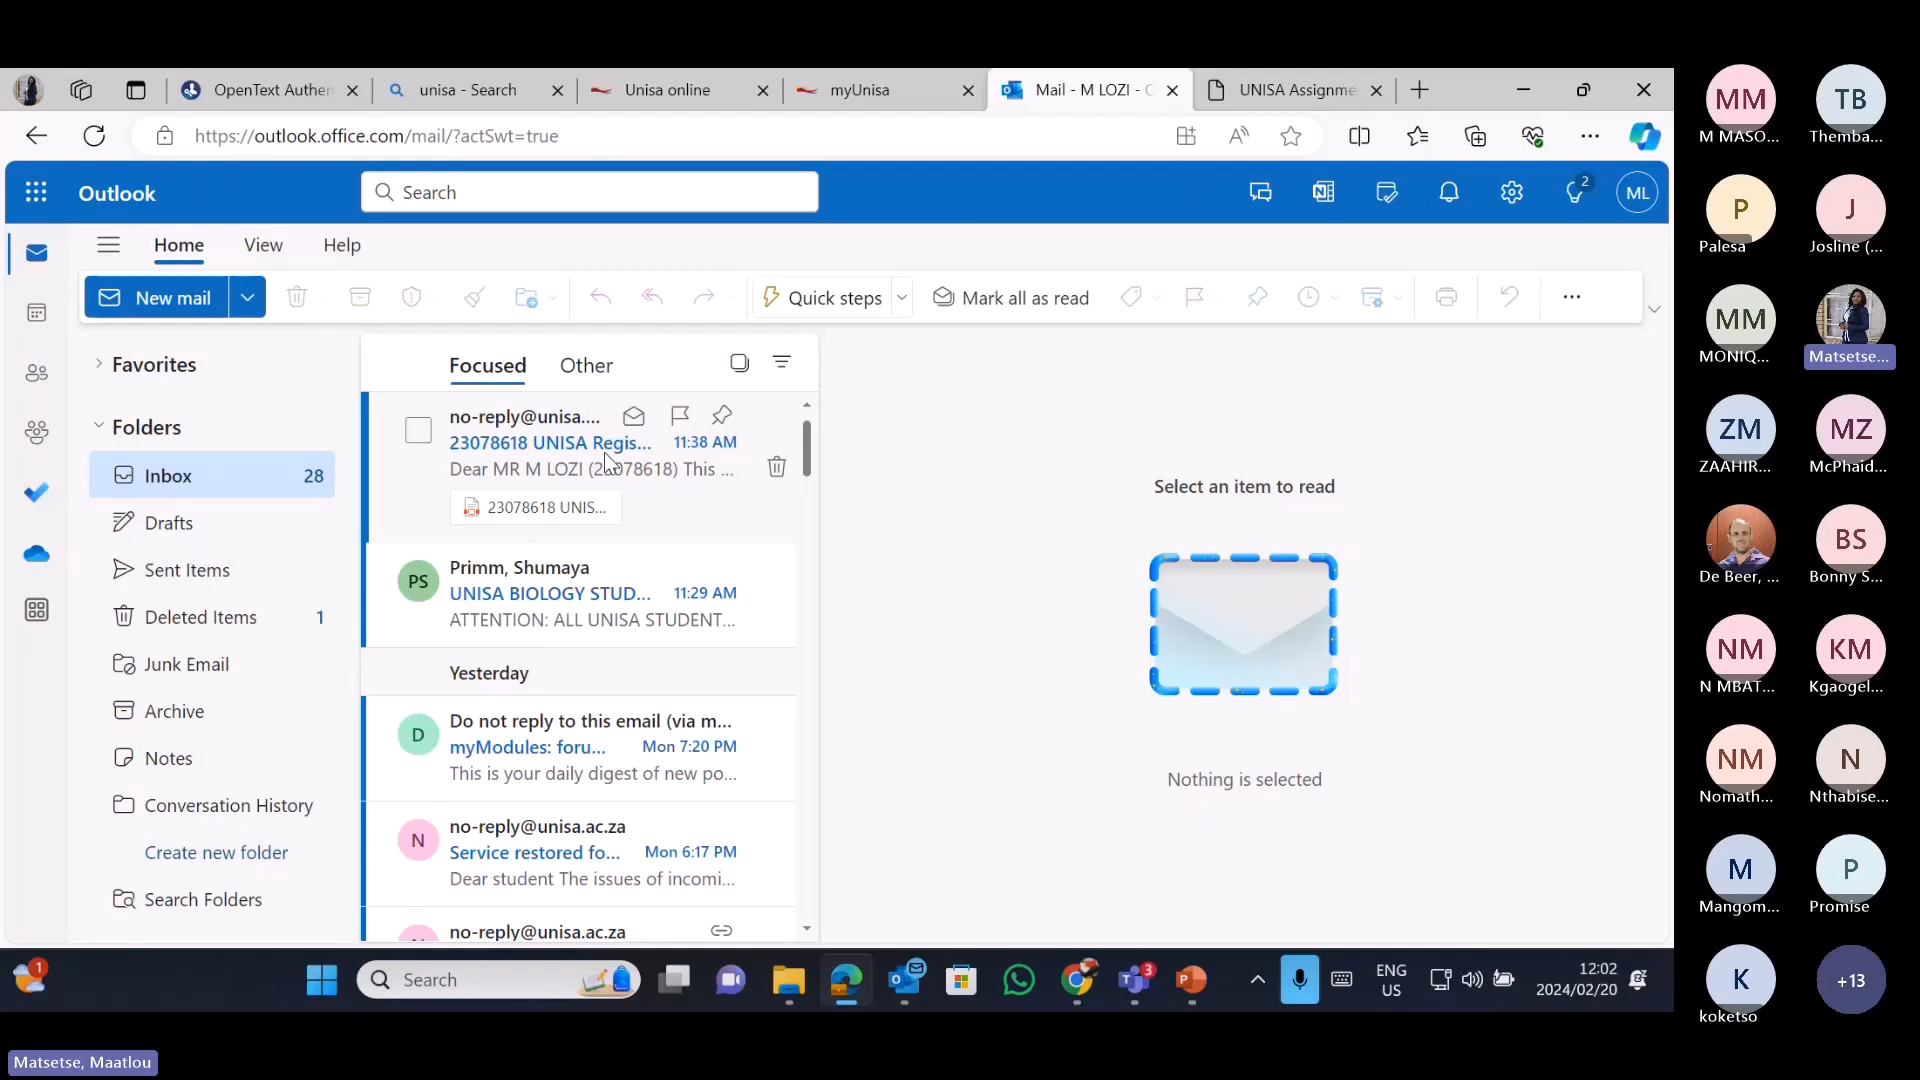 OpenText Authen
unisa - Search
Unisa online
myUnisa
Mail - M LOZI - O
UNISA Assignme
https://outlook.office.com/mail/?actSwt=true
Outlook
Search
2
ML
Home
View
Help
New mail
Quick steps
Mark all as read
Favorites
Folders
Inbox
28
Drafts
Sent Items
Deleted Items
1
Junk Email
Archive
Notes
Conversation History
Create new folder
Search Folders
Focused
Other
no-reply@unisa....
23078618 UNISA Regis...
11:38 AM
Dear MR M LOZI (23078618) This ...
23078618 UNIS...
PS
Primm, Shumaya
UNISA BIOLOGY STUD...
11:29 AM
ATTENTION: ALL UNISA STUDENT...
Yesterday
D
Do not reply to this email (via m...
myModules: foru...
Mon 7:20 PM
This is your daily digest of new po...
N
no-reply@unisa.ac.za
Service restored fo...
Mon 6:17 PM
Dear student The issues of incomi...
no-reply@unisa.ac.za
Select an item to read
Nothing is selected
1
Search
3
ENG
US
12:02
2024/02/20
MM
M MASO...
TB
Themba...
P
Palesa
J
Josline (...
MM
MONIQ...
Matsetse...
ZM
ZAAHIR...
MZ
McPhaid...
De Beer, ...
BS
Bonny S...
NM
N MBAT...
KM
Kgaogel...
NM
Nomath...
N
Nthabise...
M
Mangom...
P
Promise
K
koketso
+13
Matsetse, Maatlou